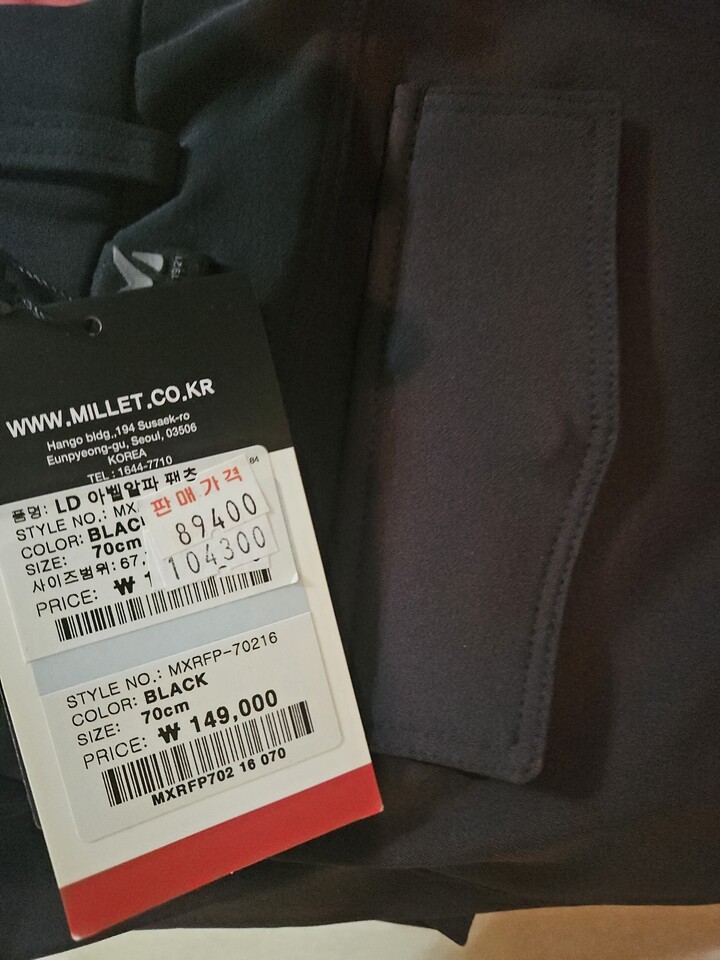 WWW.MILLET.CO.KR
Hango bldg.,194 Susaek-ro
Eunpyeong-gu, Seoul, 03506
KOREA
TEL : 1644-7710
84
품명: LD 아벨알파 팬츠
STYLE NO.: MX
판매가격
COLOR: BLAC
89400
SIZE: 70cm
104300
사이즈범위: 67,
PRICE: ₩ 1
STYLE NO.: MXRFP-70216
COLOR: BLACK
SIZE: 70cm
PRICE: ₩ 149,000
MXRFP702 16 070